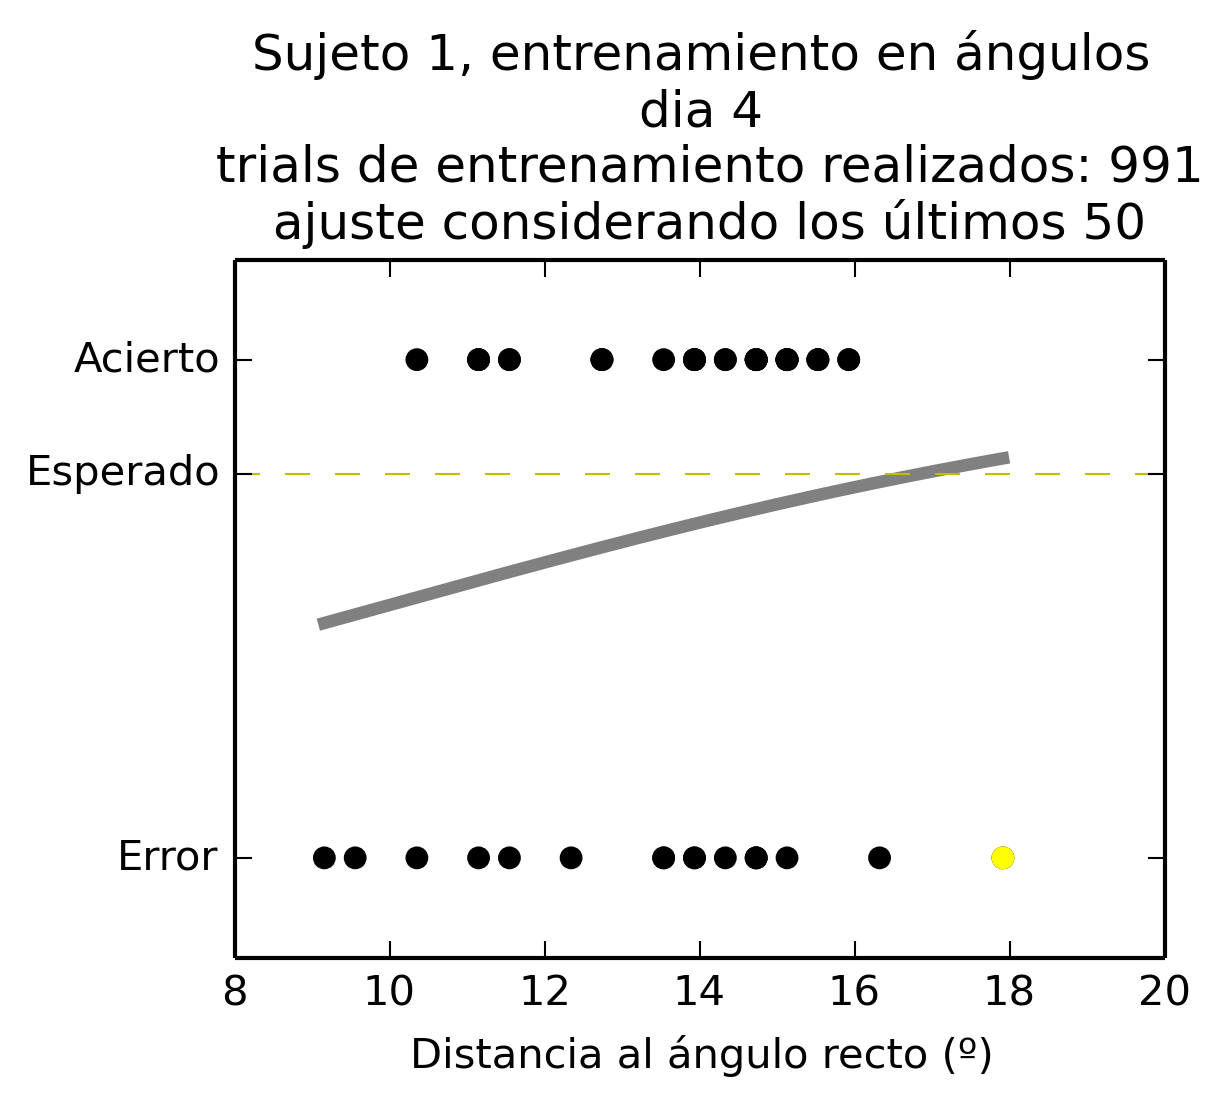 Sujeto 1, entrenamiento en ángulos
dia 4
trials de entrenamiento realizados: 991
ajuste considerando los últimos 50
Acierto
Esperado
Error
8 10 12 14 16 18 20
Distancia al ángulo recto (º)